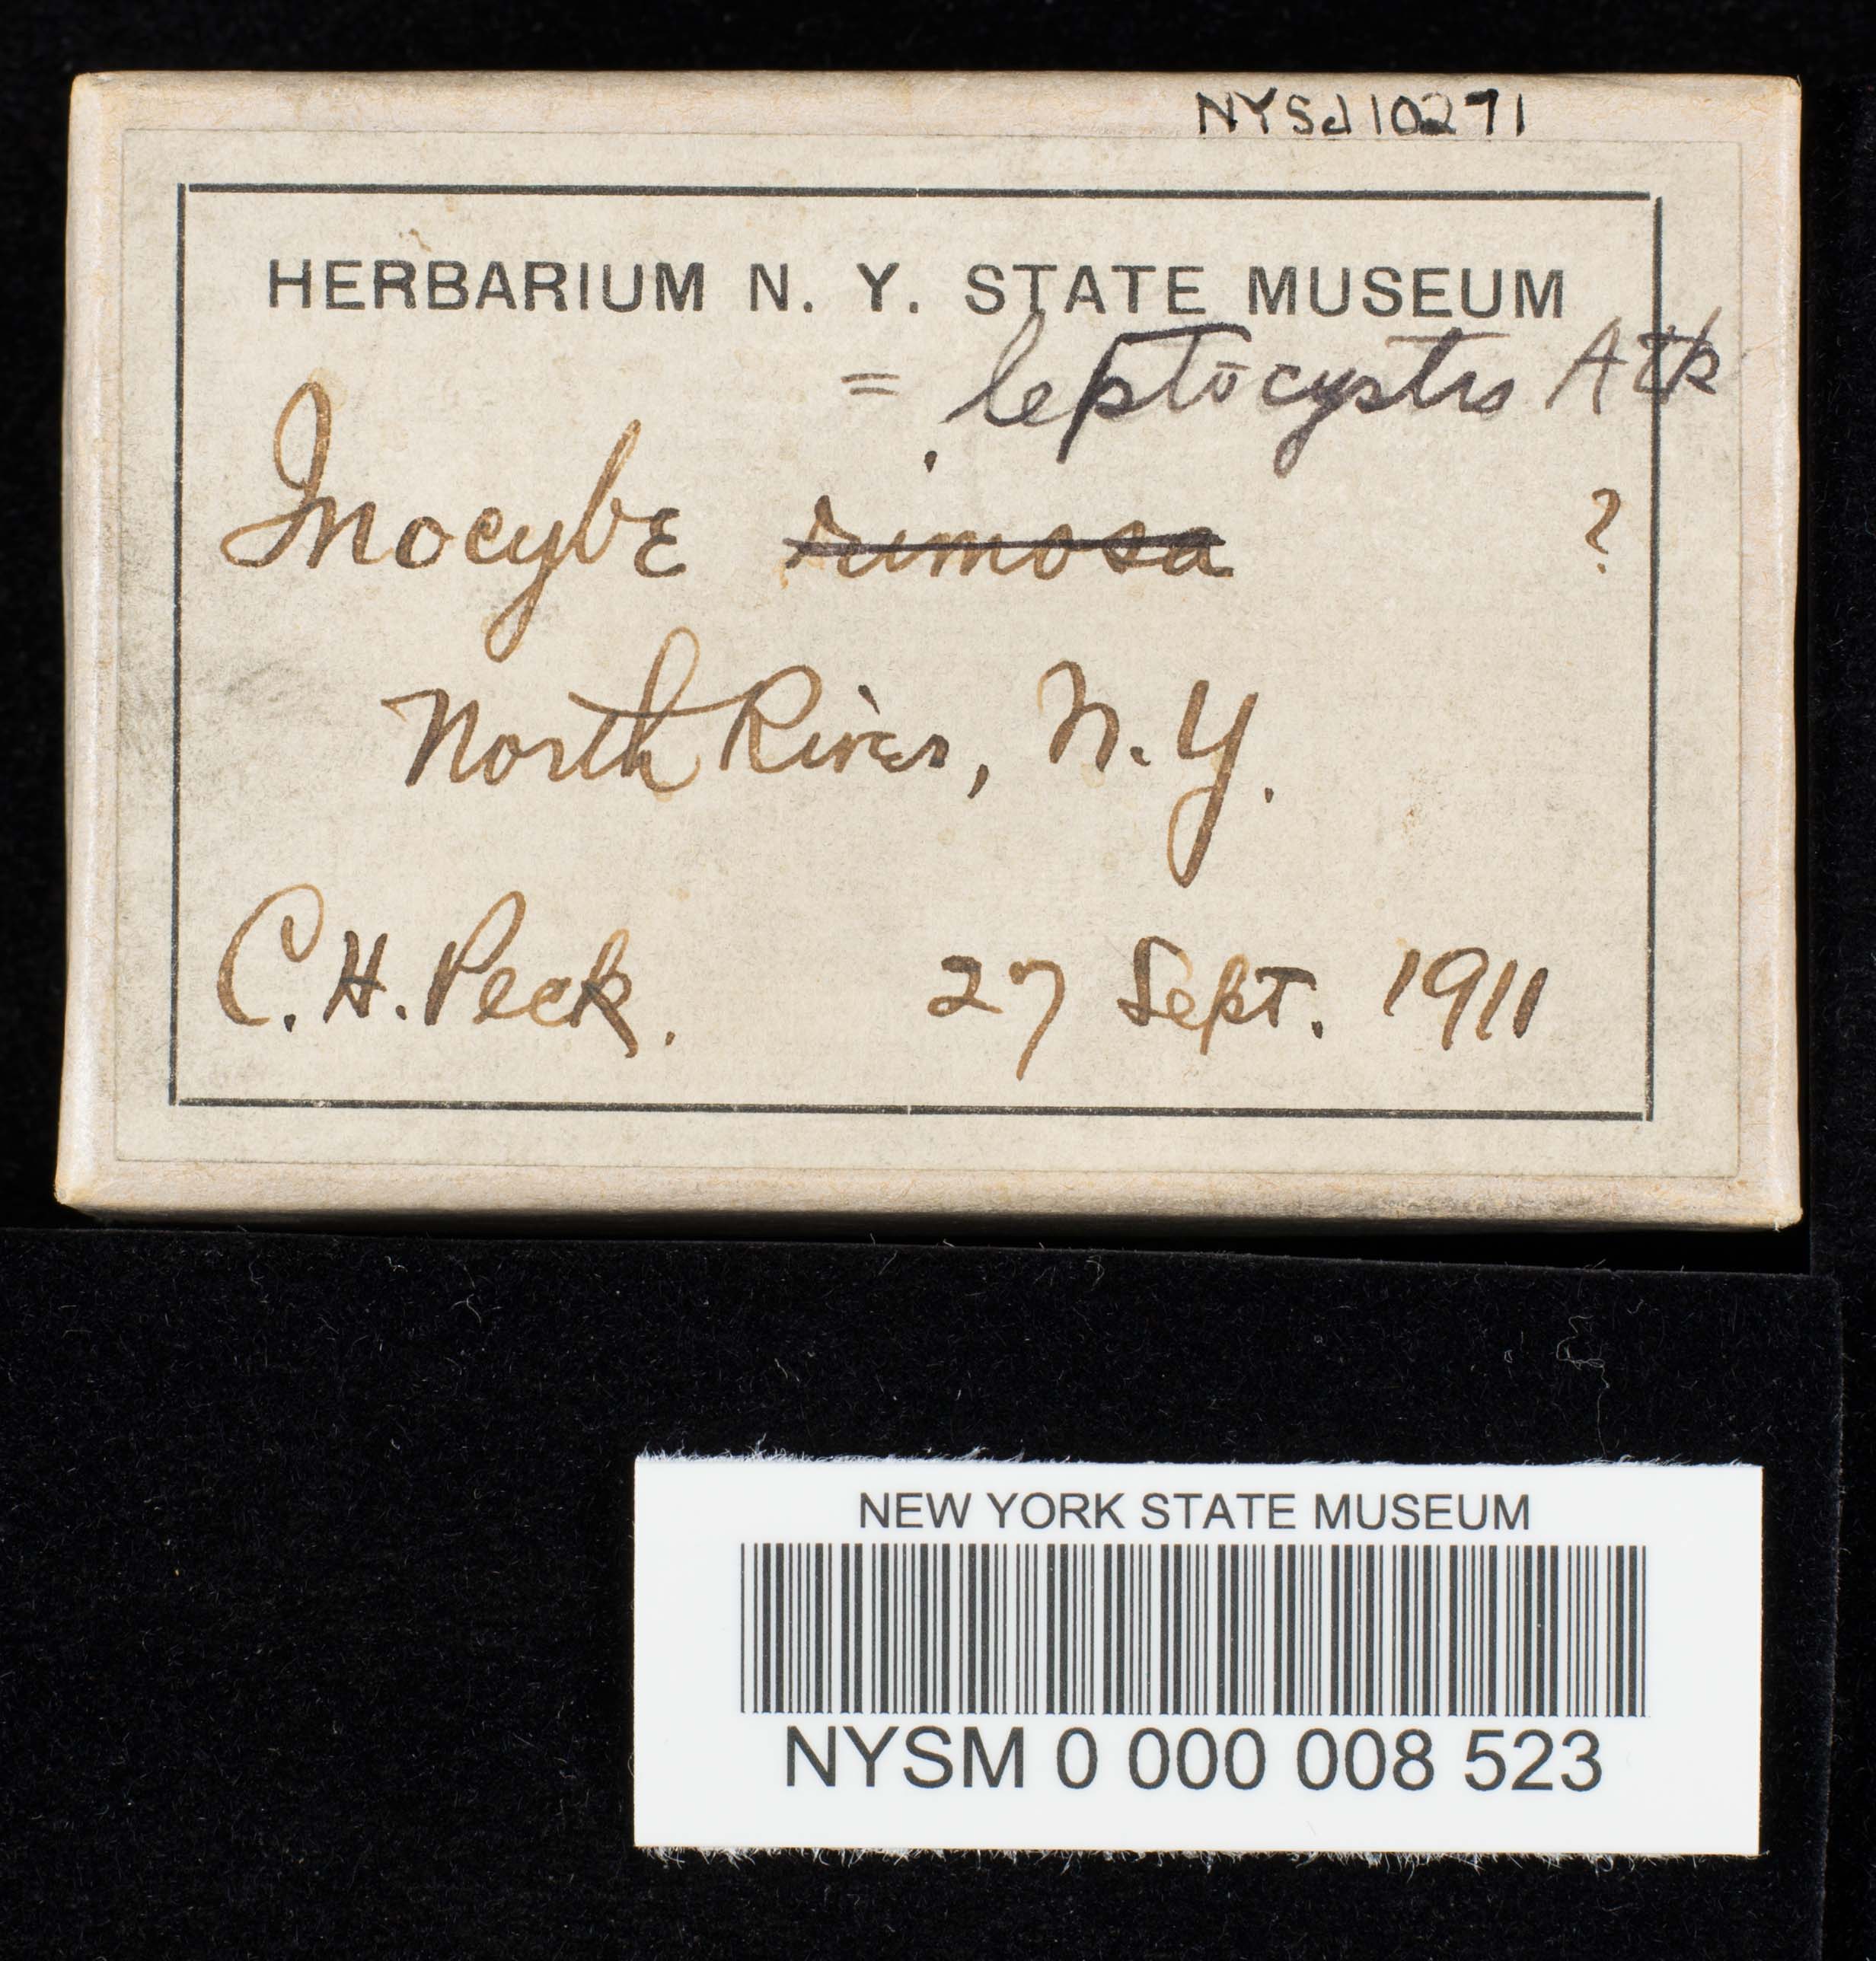 NYSd10271
HERBARIUM N. Y. STATE MUSEUM
= leptocystis Atk
Inocybe rimosa ?
North River, N.Y.
C. H. Peck. 27 Sept. 1911
NEW YORK STATE MUSEUM
NYSM 0 000 008 523